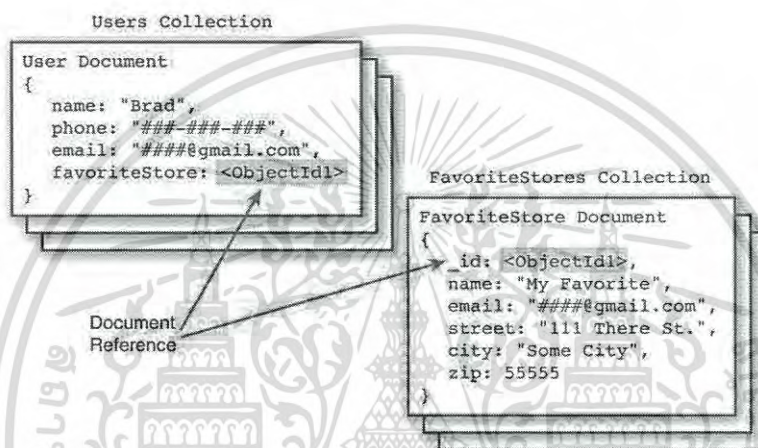 Users Collection
User Document
{
name: "Brad",
phone: "###-###-###",
email: "####@gmail.com",
favoriteStore: <ObjectId1>
}
FavoriteStores Collection
FavoriteStore Document
{
_id: <ObjectId1>,
name: "My Favorite",
email: "####@gmail.com",
street: "111 There St.",
city: "Some City",
zip: 55555
}
Document
Reference